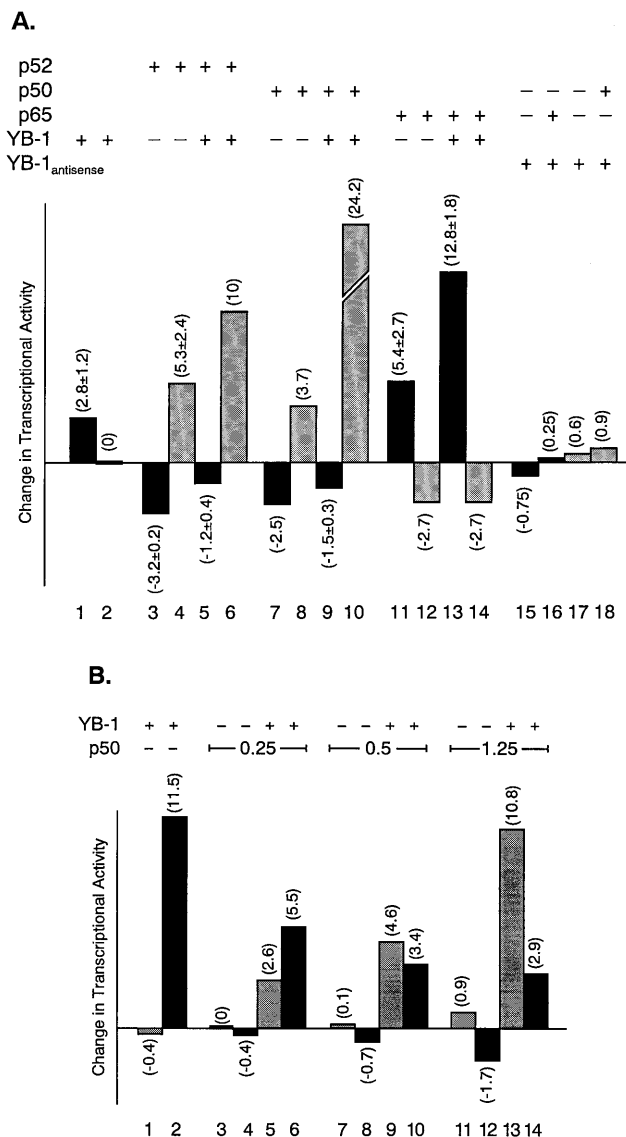 A.
p52 + + + +
p50 + + + + – – – +
p65 + + + + – + – –
YB-1 + + – – + + – – + + – – + +
YB-1antisense + + + +
Change in Transcriptional Activity
(2.8±1.2) (0) (-3.2±0.2) (5.3±2.4) (-1.2±0.4) (10) (-2.5) (3.7) (-1.5±0.3) (24.2) (5.4±2.7) (-2.7) (12.8±1.8) (-2.7) (-0.75) (0.25) (0.6) (0.9)
1 2 3 4 5 6 7 8 9 10 11 12 13 14 15 16 17 18
B.
YB-1 + + – – + + – – + + – – + +
p50 – – 0.25 0.5 1.25
Change in Transcriptional Activity
(-0.4) (11.5) (0) (-0.4) (2.6) (5.5) (0.1) (-0.7) (4.6) (3.4) (0.9) (-1.7) (10.8) (2.9)
1 2 3 4 5 6 7 8 9 10 11 12 13 14